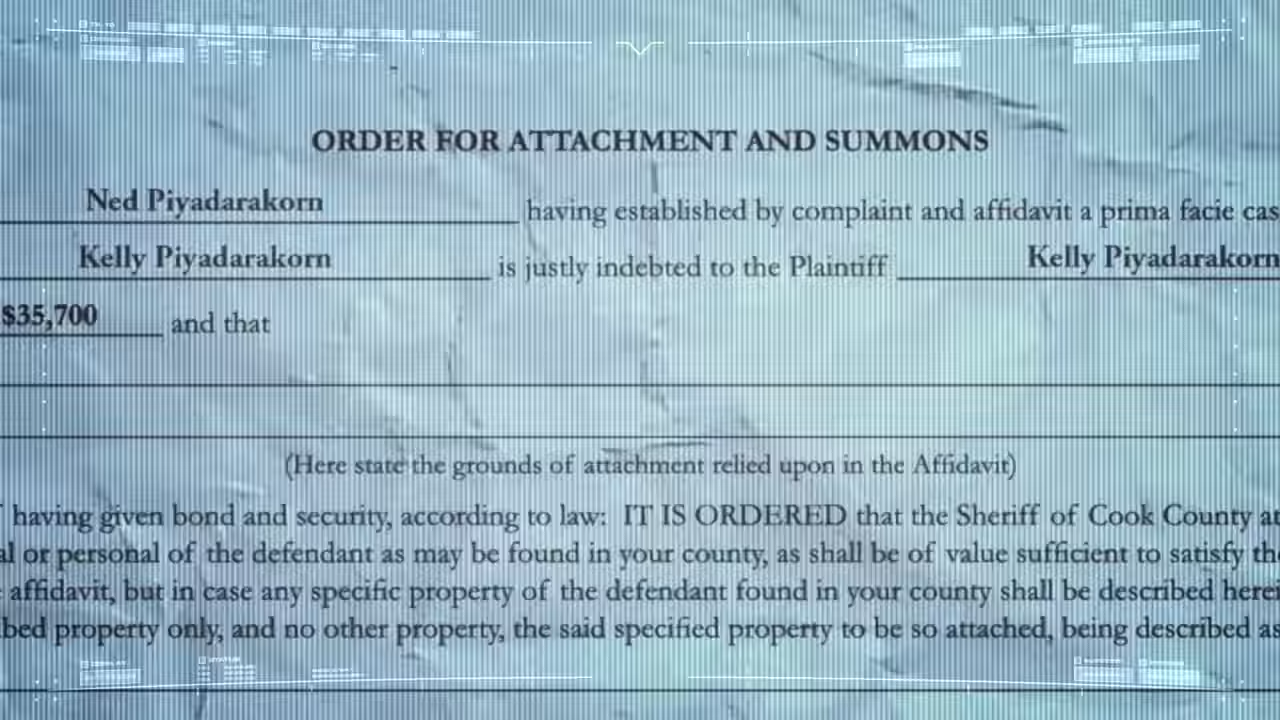 ORDER FOR ATTACHMENT AND SUMMONS
Ned Piyadarakorn having established by complaint and affidavit a prima facie cas
Kelly Piyadarakorn is justly indebted to the Plaintiff Kelly Piyadarakorn
$35,700 and that
(Here state the grounds of attachment relied upon in the Affidavit)
having given bond and security, according to law: IT IS ORDERED that the Sheriff of Cook County
al or personal of the defendant as may be found in your county, as shall be of value sufficient to satisfy th
affidavit, but in case any specific property of the defendant found in your county shall be described here
bed property only, and no other property, the said specified property to be so attached, being described as